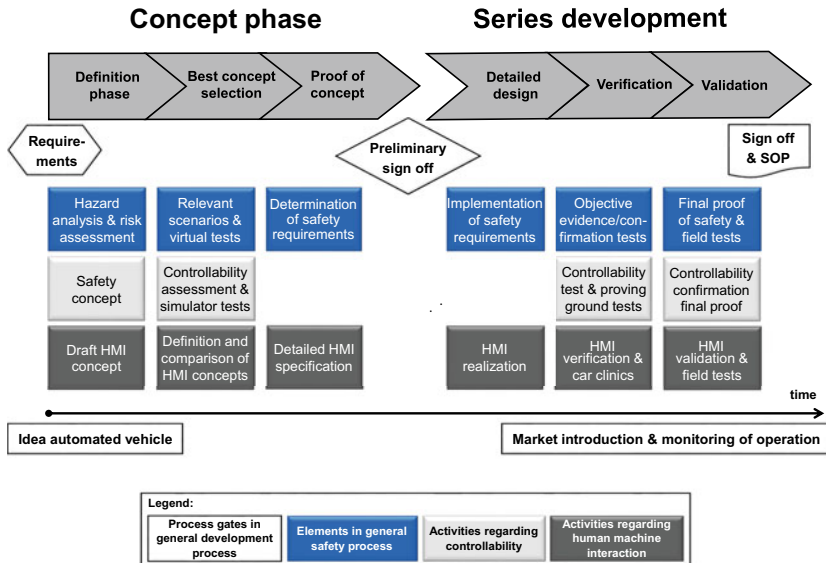 Concept phase
Series development
Definition
phase
Best concept
selection
Proof of
concept
Detailed
design
Verification
Validation
Require-
ments
Preliminary
sign off
Sign off
& SOP
Hazard
analysis & risk
assessment
Relevant
scenarios &
virtual tests
Determination
of safety
requirements
Implementation
of safety
requirements
Objective
evidence/con-
firmation tests
Final proof
of safety &
field tests
Safety
concept
Controllability
assessment &
simulator tests
Controllability
test & proving
ground tests
Controllability
confirmation
final proof
Draft HMI
concept
Definition and
comparison of
HMI concepts
Detailed HMI
specification
HMI
realization
HMI
verification &
car clinics
HMI
validation &
field tests
time
Idea automated vehicle
Market introduction & monitoring of operation
Legend:
Process gates in
general development
process
Elements in general
safety process
Activities regarding
controllability
Activities regarding
human machine
interaction